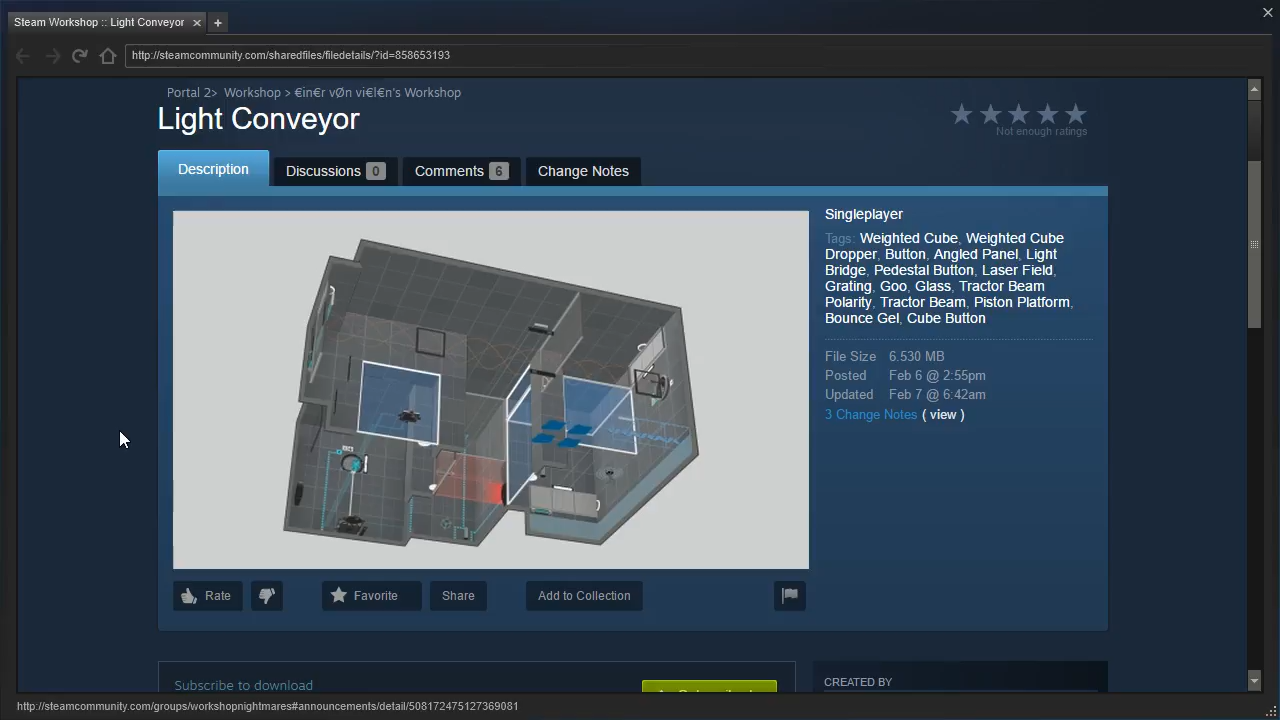 Steam Workshop :: Light Conveyor
http://steamcommunity.com/sharedfiles/filedetails/?id=858653193
Portal 2> Workshop > €in€r vØn vi€l€n's Workshop
Light Conveyor
Not enough ratings
Description
Discussions 0
Comments 6
Change Notes
Singleplayer
Tags: Weighted Cube, Weighted Cube
Dropper, Button, Angled Panel, Light
Bridge, Pedestal Button, Laser Field,
Grating, Goo, Glass, Tractor Beam
Polarity, Tractor Beam, Piston Platform,
Bounce Gel, Cube Button
File Size 6.530 MB
Posted Feb 6 @ 2:55pm
Updated Feb 7 @ 6:42am
3 Change Notes ( view )
Rate
Favorite
Share
Add to Collection
Subscribe to download
CREATED BY
http://steamcommunity.com/groups/workshopnightmares#announcements/detail/508172475127369081